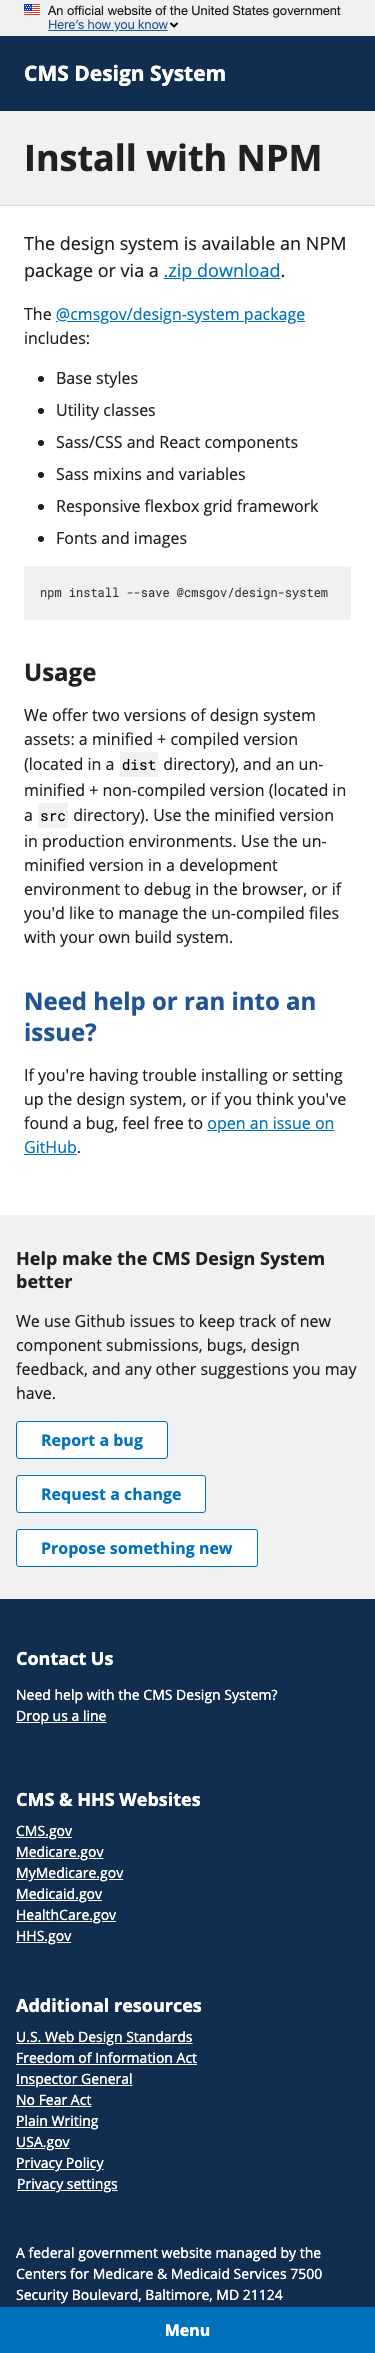 An official website of the United States government
Here's how you know
CMS Design System
Install with NPM
The design system is available an NPM
package or via a .zip download.
The @cmsgov/design-system package
includes:
• Base styles
• Utility classes
• Sass/CSS and React components
• Sass mixins and variables
• Responsive flexbox grid framework
• Fonts and images
npm install --save @cmsgov/design-system
Usage
We offer two versions of design system
assets: a minified + compiled version
(located in a dist directory), and an un-
minified + non-compiled version (located in
a src directory). Use the minified version
in production environments. Use the un-
minified version in a development
environment to debug in the browser, or if
you'd like to manage the un-compiled files
with your own build system.
Need help or ran into an
issue?
If you're having trouble installing or setting
up the design system, or if you think you've
found a bug, feel free to open an issue on
GitHub.
Help make the CMS Design System
better
We use Github issues to keep track of new
component submissions, bugs, design
feedback, and any other suggestions you may
have.
Report a bug
Request a change
Propose something new
Contact Us
Need help with the CMS Design System?
Drop us a line
CMS & HHS Websites
CMS.gov
Medicare.gov
MyMedicare.gov
Medicaid.gov
HealthCare.gov
HHS.gov
Additional resources
U.S. Web Design Standards
Freedom of Information Act
Inspector General
No Fear Act
Plain Writing
USA.gov
Privacy Policy
Privacy settings
A federal government website managed by the
Centers for Medicare & Medicaid Services 7500
Security Boulevard, Baltimore, MD 21124
Menu